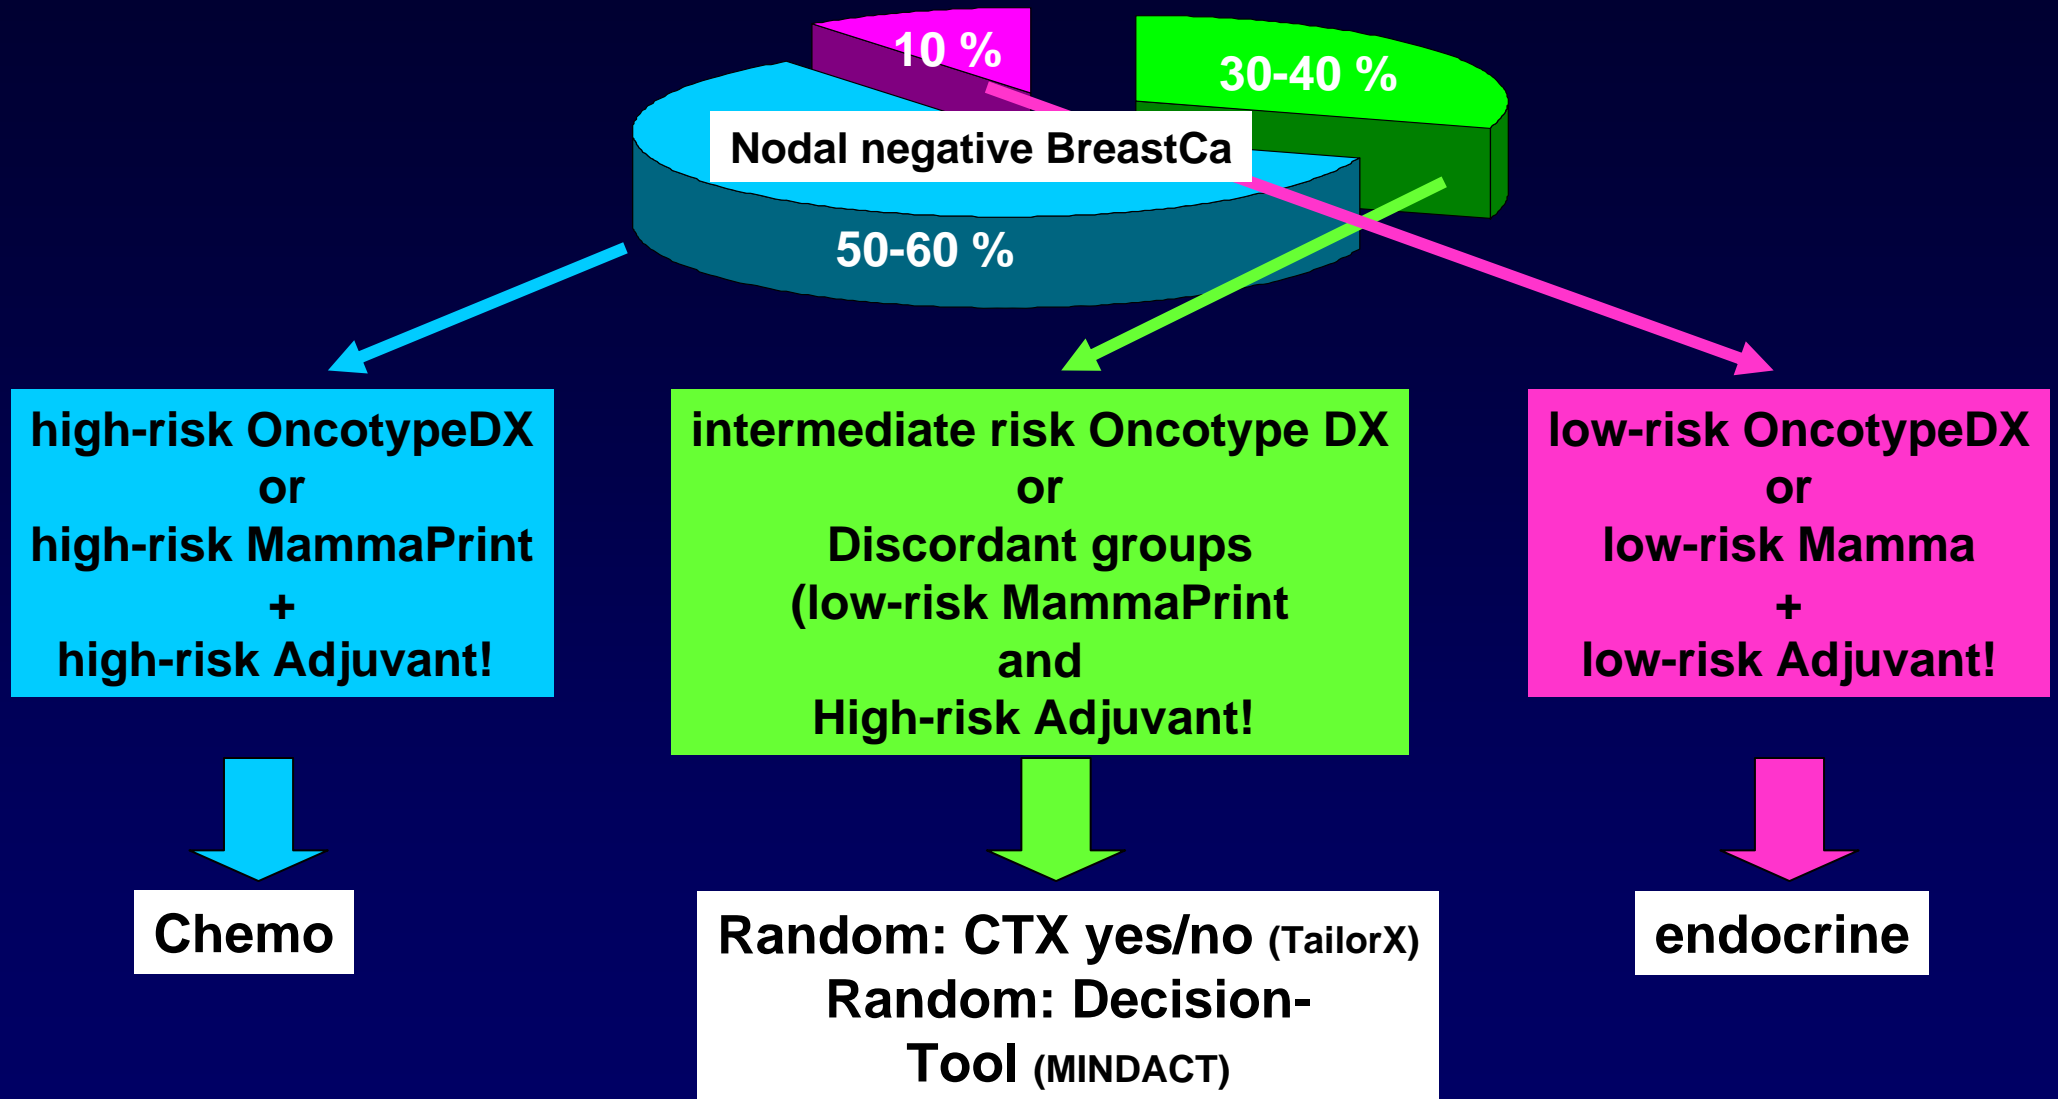 10 %
30-40 %
Nodal negative BreastCa
50-60 %
high-risk OncotypeDX
or
high-risk MammaPrint
+
high-risk Adjuvant!
intermediate risk Oncotype DX
or
Discordant groups
(low-risk MammaPrint
and
High-risk Adjuvant!
low-risk OncotypeDX
or
low-risk Mamma
+
low-risk Adjuvant!
Chemo
Random: CTX yes/no (TailorX)
Random: Decision-
Tool (MINDACT)
endocrine